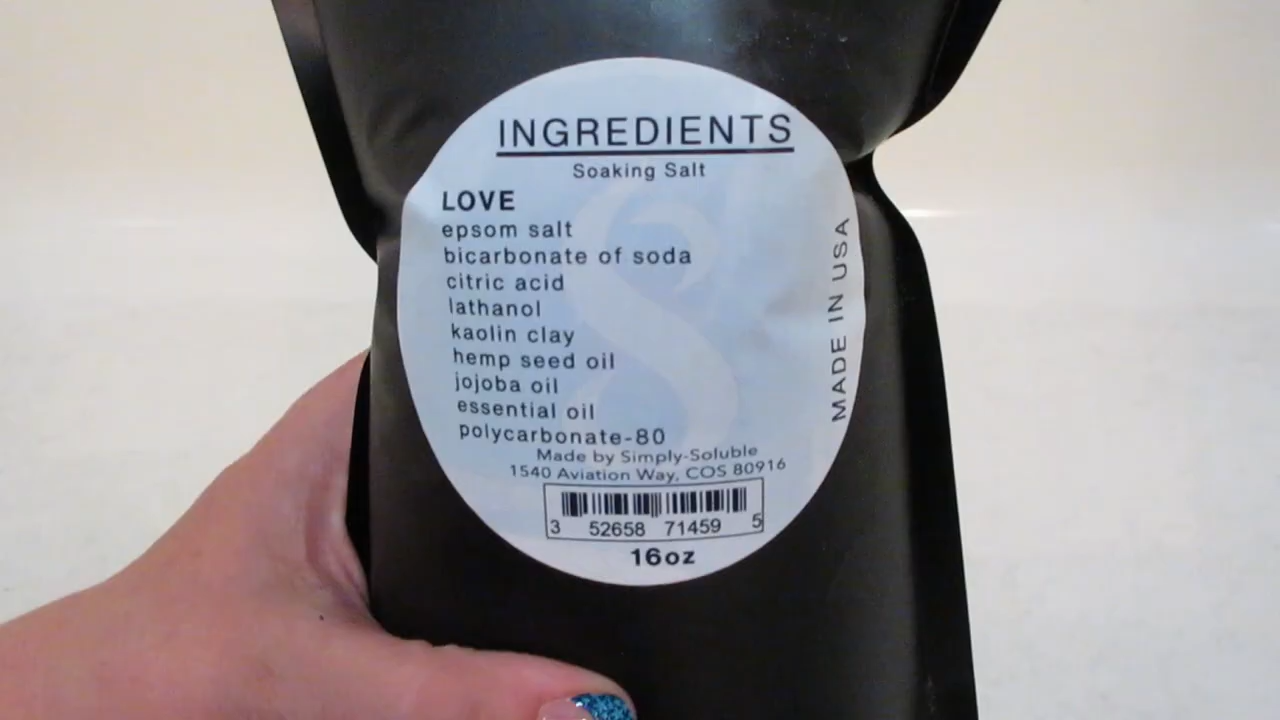 INGREDIENTS
Soaking Salt
LOVE
epsom salt
bicarbonate of soda
citric acid
lathanol
kaolin clay
hemp seed oil
jojoba oil
essential oil
polycarbonate-80
Made by Simply-Soluble
1540 Aviation Way, COS 80916
3 52658 71459 5
16oz
MADE IN USA